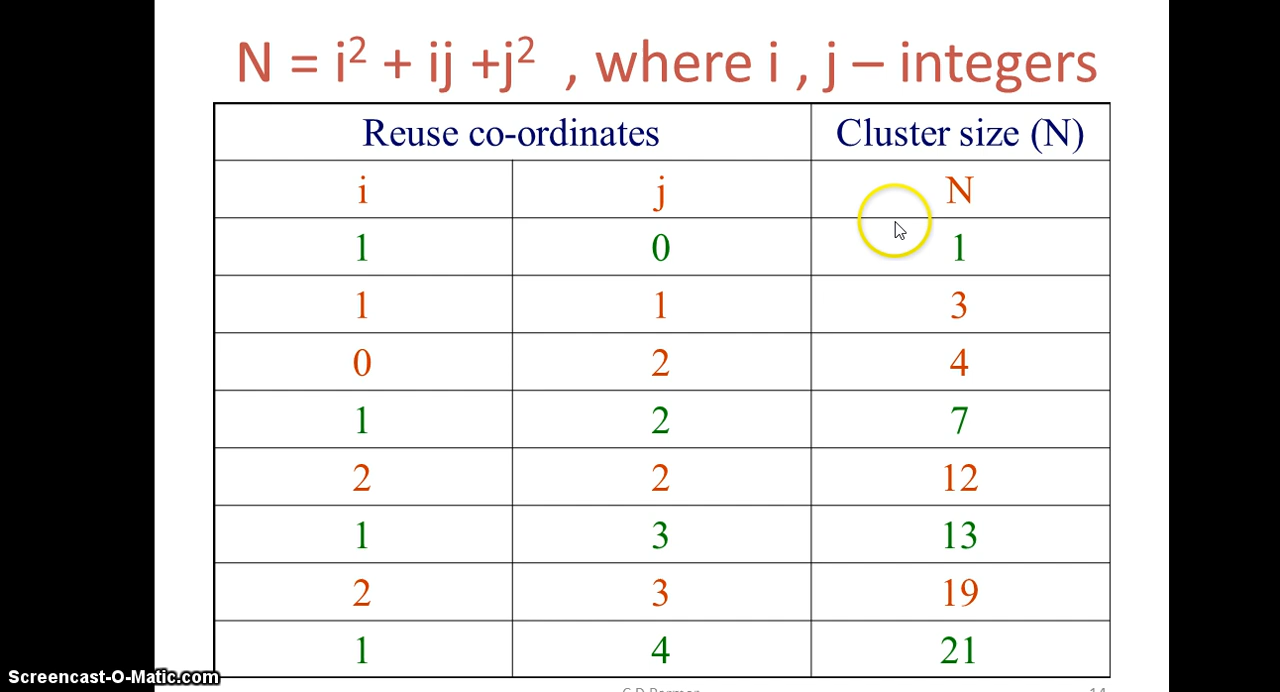 N = i² + ij +j² , where i , j – integers
Reuse co-ordinates Cluster size (N)
i j N
1 0 1
1 1 3
0 2 4
1 2 7
2 2 12
1 3 13
2 3 19
1 4 21
Screencast-O-Matic.com